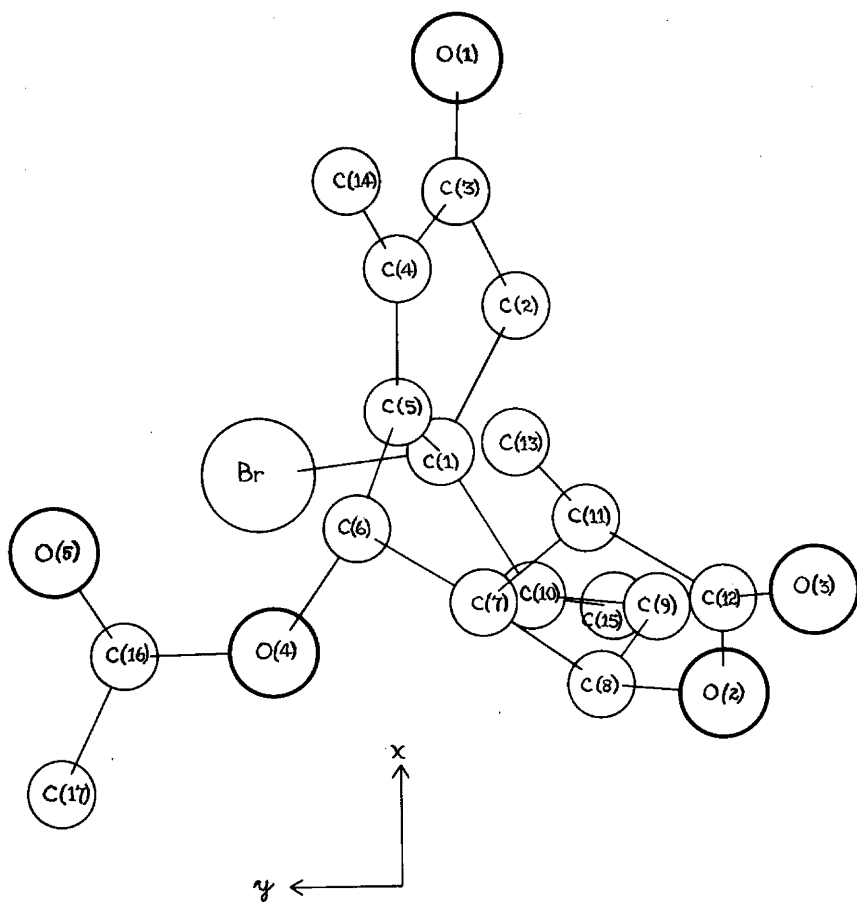 O(1)
C(14)
C(3)
C(4)
C(2)
C(5)
C(13)
C(1)
Br
C(11)
C(6)
O(5)
O(3)
C(7)
C(10)
C(9)
C(12)
C(15)
C(16)
O(4)
C(8)
O(2)
x
C(17)
y